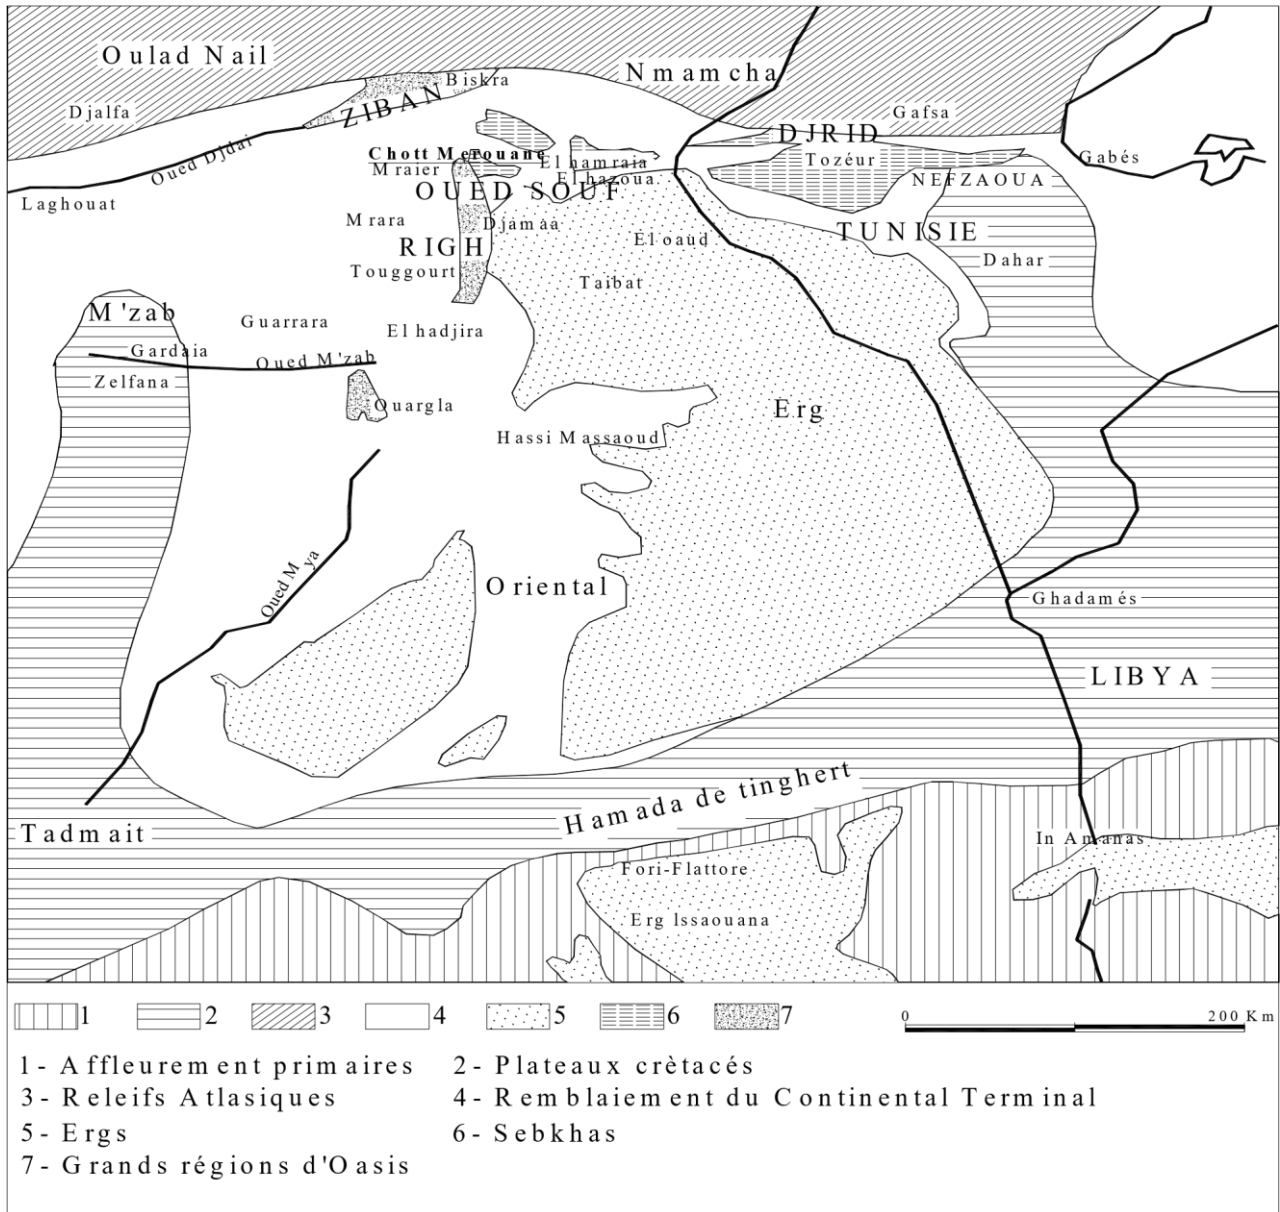 Oulad Nail
Nmamcha
Biskra
ZIBAN
Djalfa
Gafsa
DJRID
Oued Djdai
Chott Merouane
El hamraia
Tozéur
Gabés
Mraier
El hazoua
NEFZAOUA
OUED SOUF
Laghouat
Mrara
Djamaa
TUNISIE
RIGH
El oaud
Dahar
Touggourt
Taibat
M'zab
Guarrara
El hadjira
Gardaia
Oued M'zab
Zelfana
Ouargla
Erg
Hassi Massaoud
Oued M ya
Oriental
Ghadamés
LIBYA
Hamada de tinghert
Tadmait
In Amanas
Fori-Flattore
Erg Issaouana
1 2 3 4 5 6 7
0 200 Km
1- Affleurement primaires 2- Plateaux crètacés
3- Releifs Atlasiques 4- Remblaiement du Continental Terminal
5- Ergs 6- Sebkhas
7- Grands régions d'Oasis